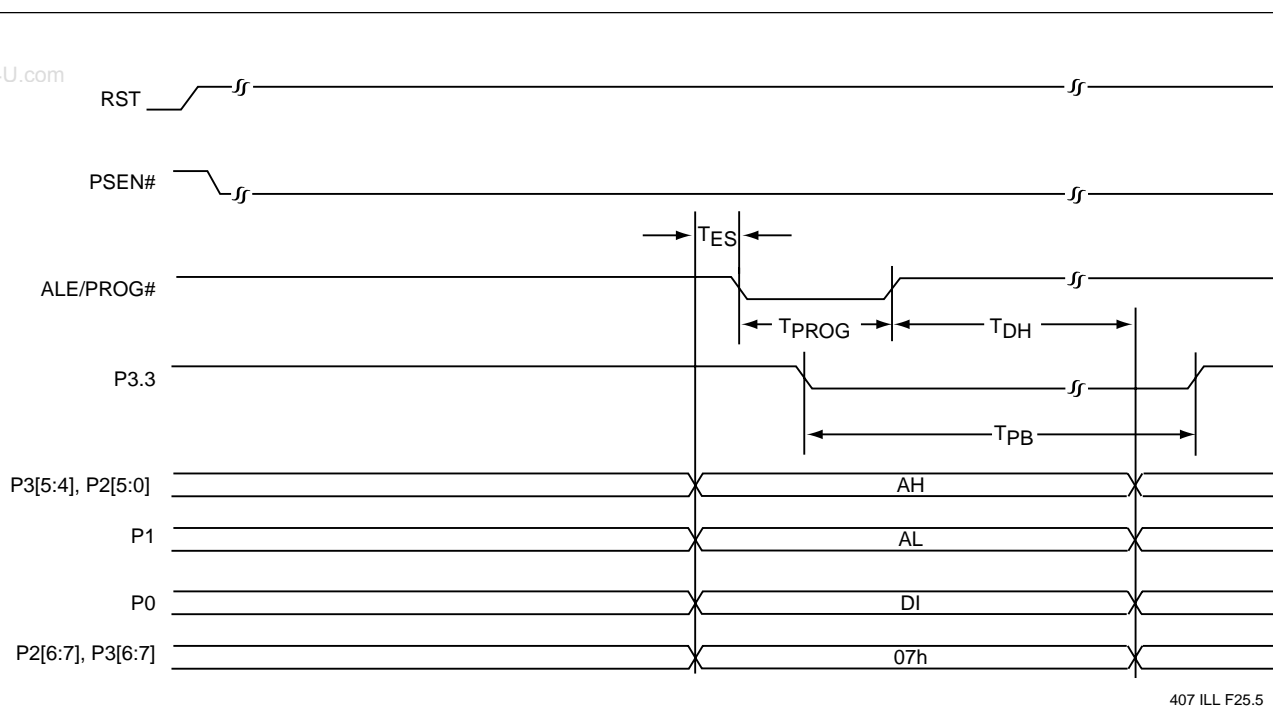 -U.com
RST
PSEN#
TES
ALE/PROG#
TPROG
TDH
P3.3
TPB
P3[5:4], P2[5:0]
AH
P1
AL
P0
DI
P2[6:7], P3[6:7]
07h
407 ILL F25.5